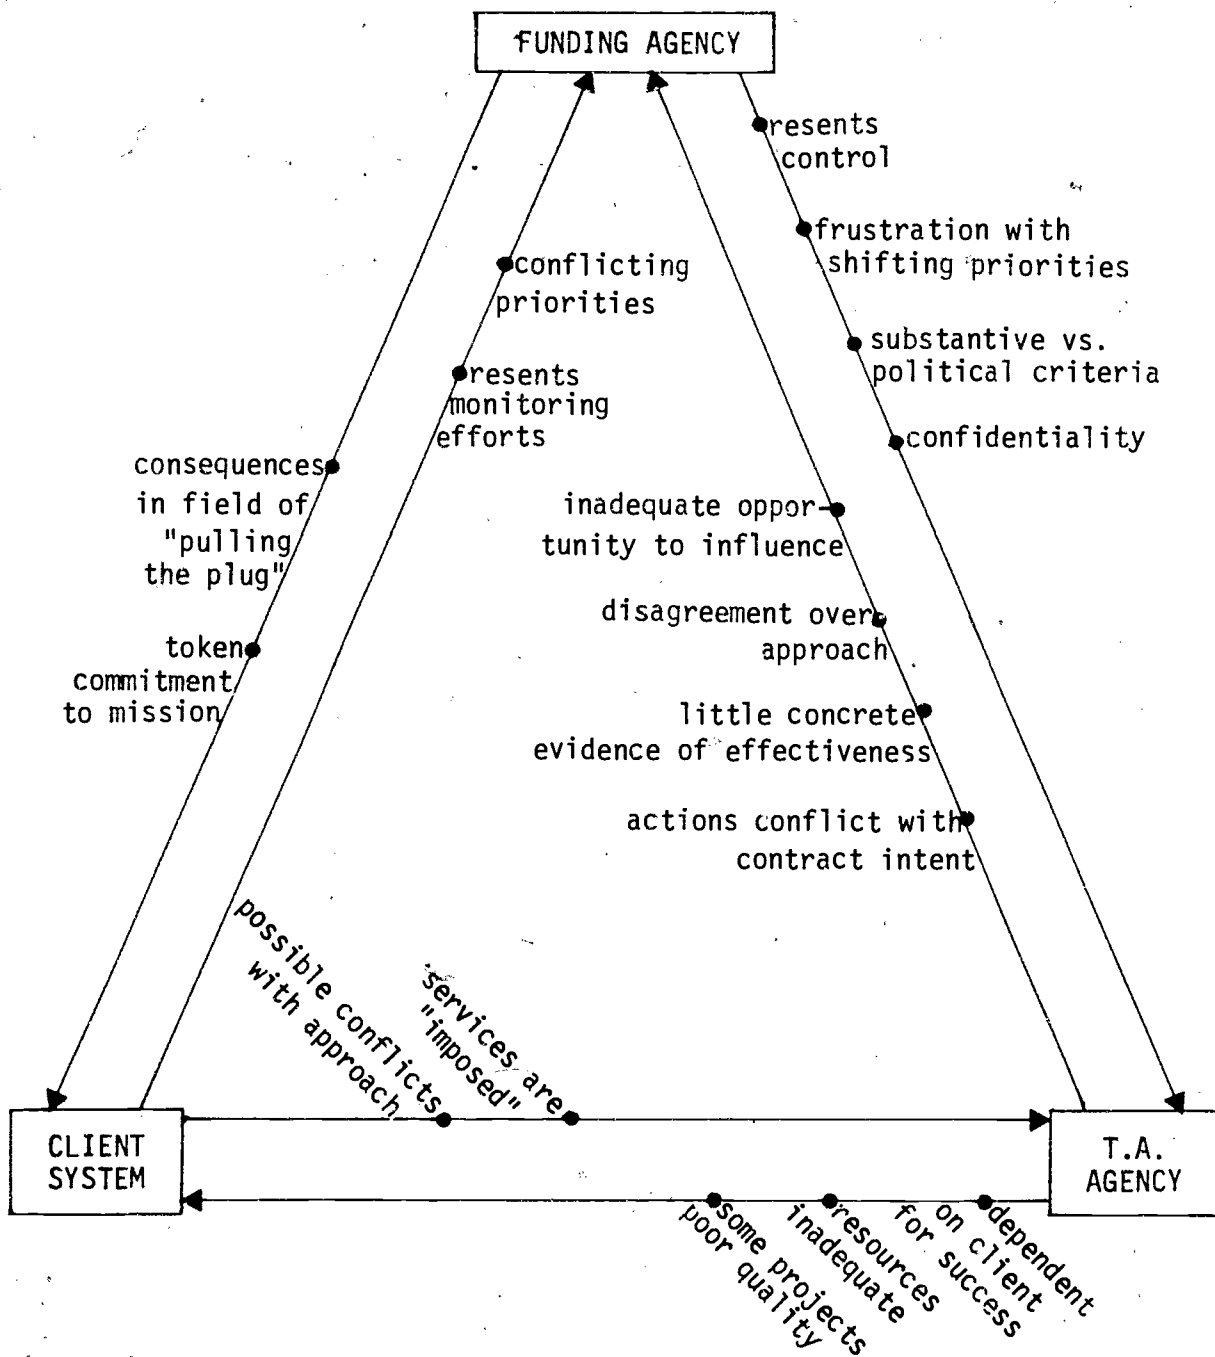 FUNDING AGENCY
resents
control
frustration with
shifting priorities
conflicting
priorities
substantive vs.
political criteria
resents
monitoring
efforts
confidentiality
consequences
in field of
"pulling
the plug"
inadequate oppor-
tunity to influence
disagreement over
approach
token
commitment
to mission
little concrete
evidence of effectiveness
actions conflict with
contract intent
possible conflicts
with approach
services are
"imposed"
CLIENT
SYSTEM
T.A.
AGENCY
some projects
poor quality
resources
inadequate
dependent
on client
for success